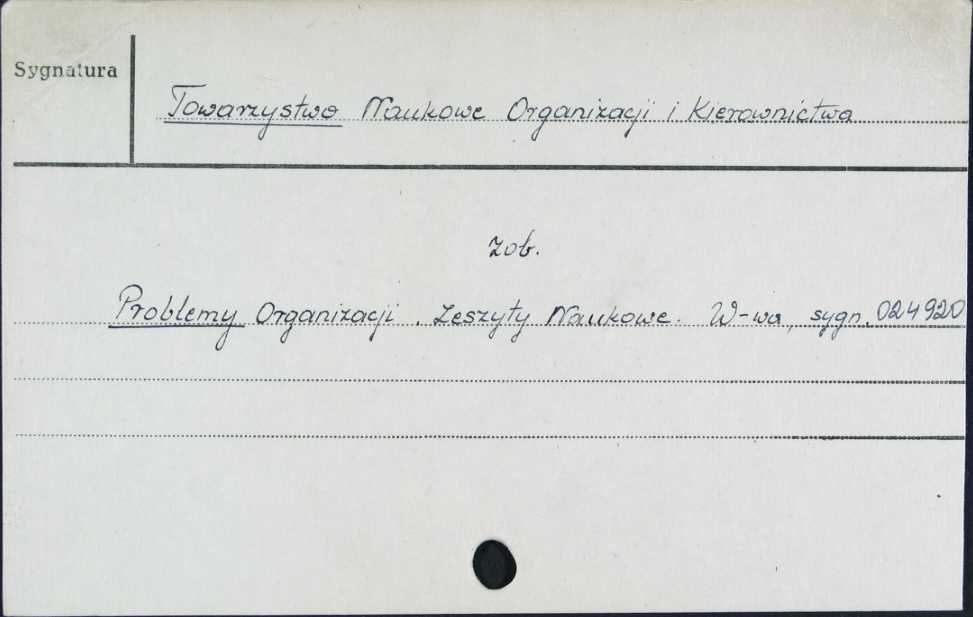 Sygnatura
Towarzystwo Naukowe Organizacji i Kierownictwa
zob.
Problemy Organizacji. Zeszyty Naukowe. W-wa, sygn. 024920